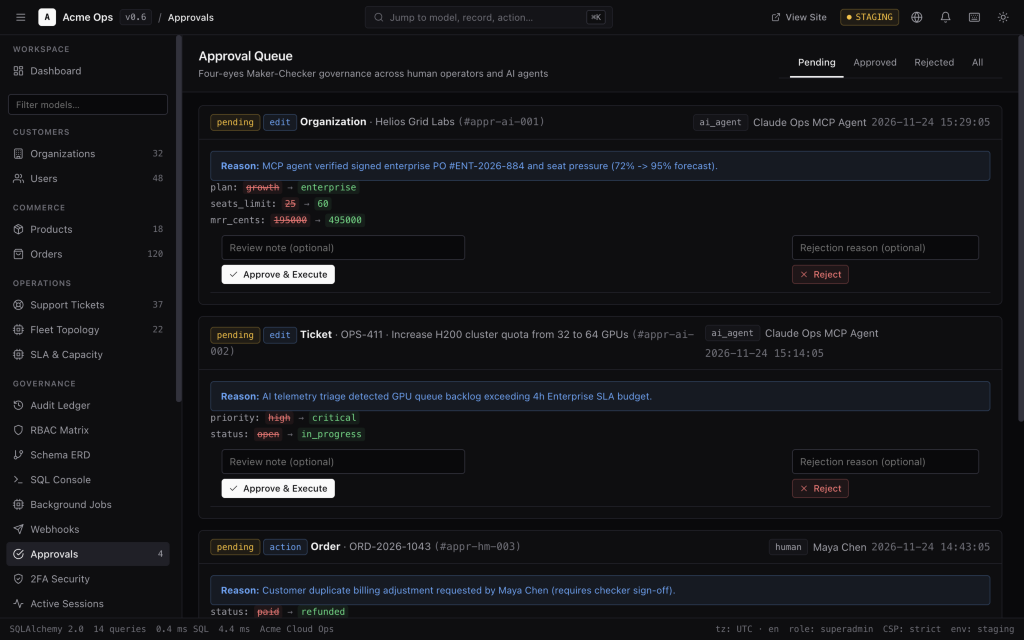 A Acme Ops v0.6 / Approvals
Jump to model, record, action... ⌘K
View Site STAGING
WORKSPACE
Dashboard
Filter models...
CUSTOMERS
Organizations 32
Users 48
COMMERCE
Products 18
Orders 120
OPERATIONS
Support Tickets 37
Fleet Topology 22
SLA & Capacity
GOVERNANCE
Audit Ledger
RBAC Matrix
Schema ERD
SQL Console
Background Jobs
Webhooks
Approvals 4
2FA Security
Active Sessions
Approval Queue
Four-eyes Maker-Checker governance across human operators and AI agents
Pending Approved Rejected All
pending edit Organization · Helios Grid Labs (#appr-ai-001) ai_agent Claude Ops MCP Agent 2026-11-24 15:29:05
Reason: MCP agent verified signed enterprise PO #ENT-2026-884 and seat pressure (72% -> 95% forecast).
plan: growth → enterprise
seats_limit: 25 → 60
mrr_cents: 195000 → 495000
Review note (optional) Rejection reason (optional)
✓ Approve & Execute ✕ Reject
pending edit Ticket · OPS-411 · Increase H200 cluster quota from 32 to 64 GPUs (#appr-ai-
002)
ai_agent Claude Ops MCP Agent
2026-11-24 15:14:05
Reason: AI telemetry triage detected GPU queue backlog exceeding 4h Enterprise SLA budget.
priority: high → critical
status: open → in_progress
Review note (optional) Rejection reason (optional)
✓ Approve & Execute ✕ Reject
pending action Order · ORD-2026-1043 (#appr-hm-003) human Maya Chen 2026-11-24 14:43:05
Reason: Customer duplicate billing adjustment requested by Maya Chen (requires checker sign-off).
status: paid → refunded
SQLAlchemy 2.0 14 queries 0.4 ms SQL 4.4 ms Acme Cloud Ops
tz: UTC · en role: superadmin CSP: strict env: staging